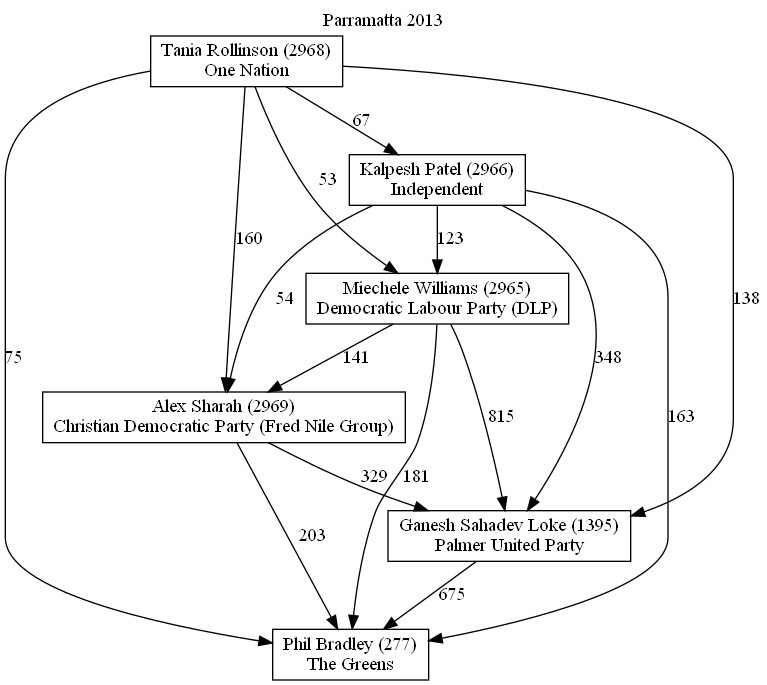 Parramatta 2013
Tania Rollinson (2968)
One Nation
67
Kalpesh Patel (2966)
Independent
53
160
123
Miechele Williams (2965)
Democratic Labour Party (DLP)
54
138
75
141
348
Alex Sharah (2969)
Christian Democratic Party (Fred Nile Group)
815
163
329
181
Ganesh Sahadev Loke (1395)
Palmer United Party
203
675
Phil Bradley (277)
The Greens